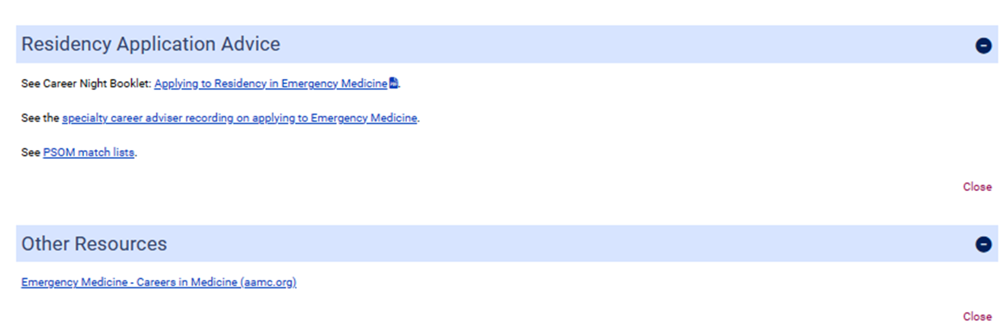 Residency Application Advice
See Career Night Booklet: Applying to Residency in Emergency Medicine.
See the specialty career adviser recording on applying to Emergency Medicine.
See PSOM match lists.
Close
Other Resources
Emergency Medicine - Careers in Medicine (aamc.org)
Close